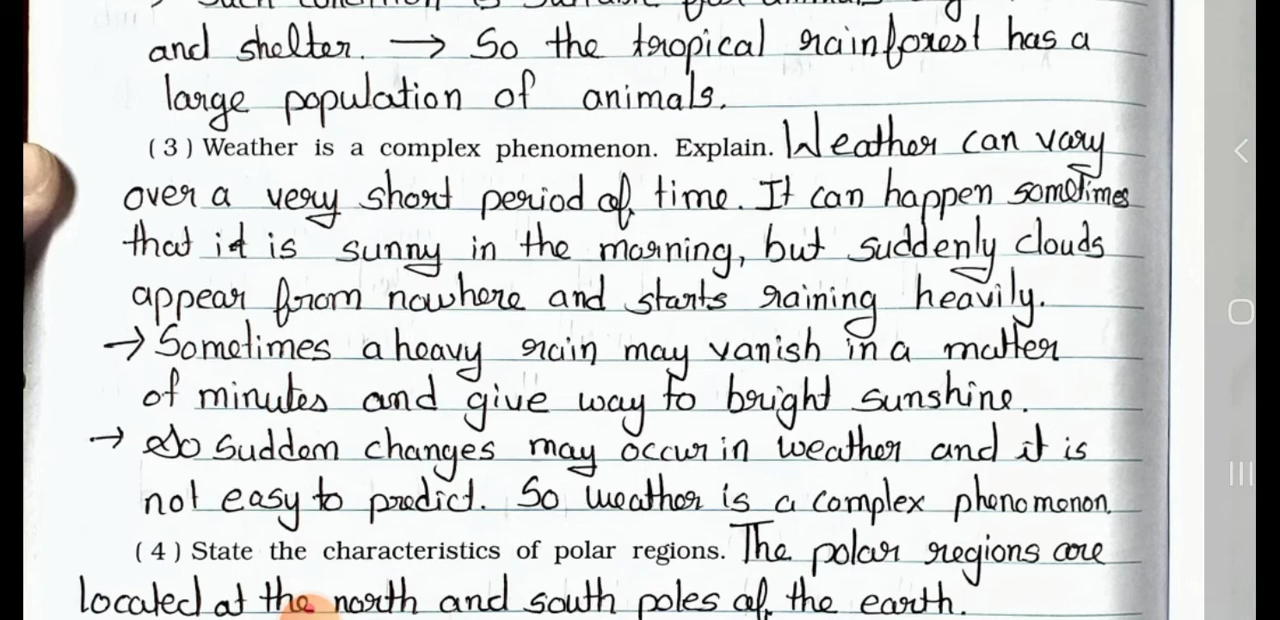 and shelter. → So the tropical rainforest has a
large population of animals.
(3) Weather is a complex phenomenon. Explain. Weather can vary
over a very short period of time. It can happen sometimes
that it is sunny in the morning, but suddenly clouds
appear from nowhere and starts raining heavily.
→ Sometimes a heavy rain may vanish in a matter
of minutes and give way to bright sunshine.
→ So sudden changes may occur in weather and it is
not easy to predict. So weather is a complex phenomenon.
(4) State the characteristics of polar regions. The polar regions are
located at the north and south poles of the earth.